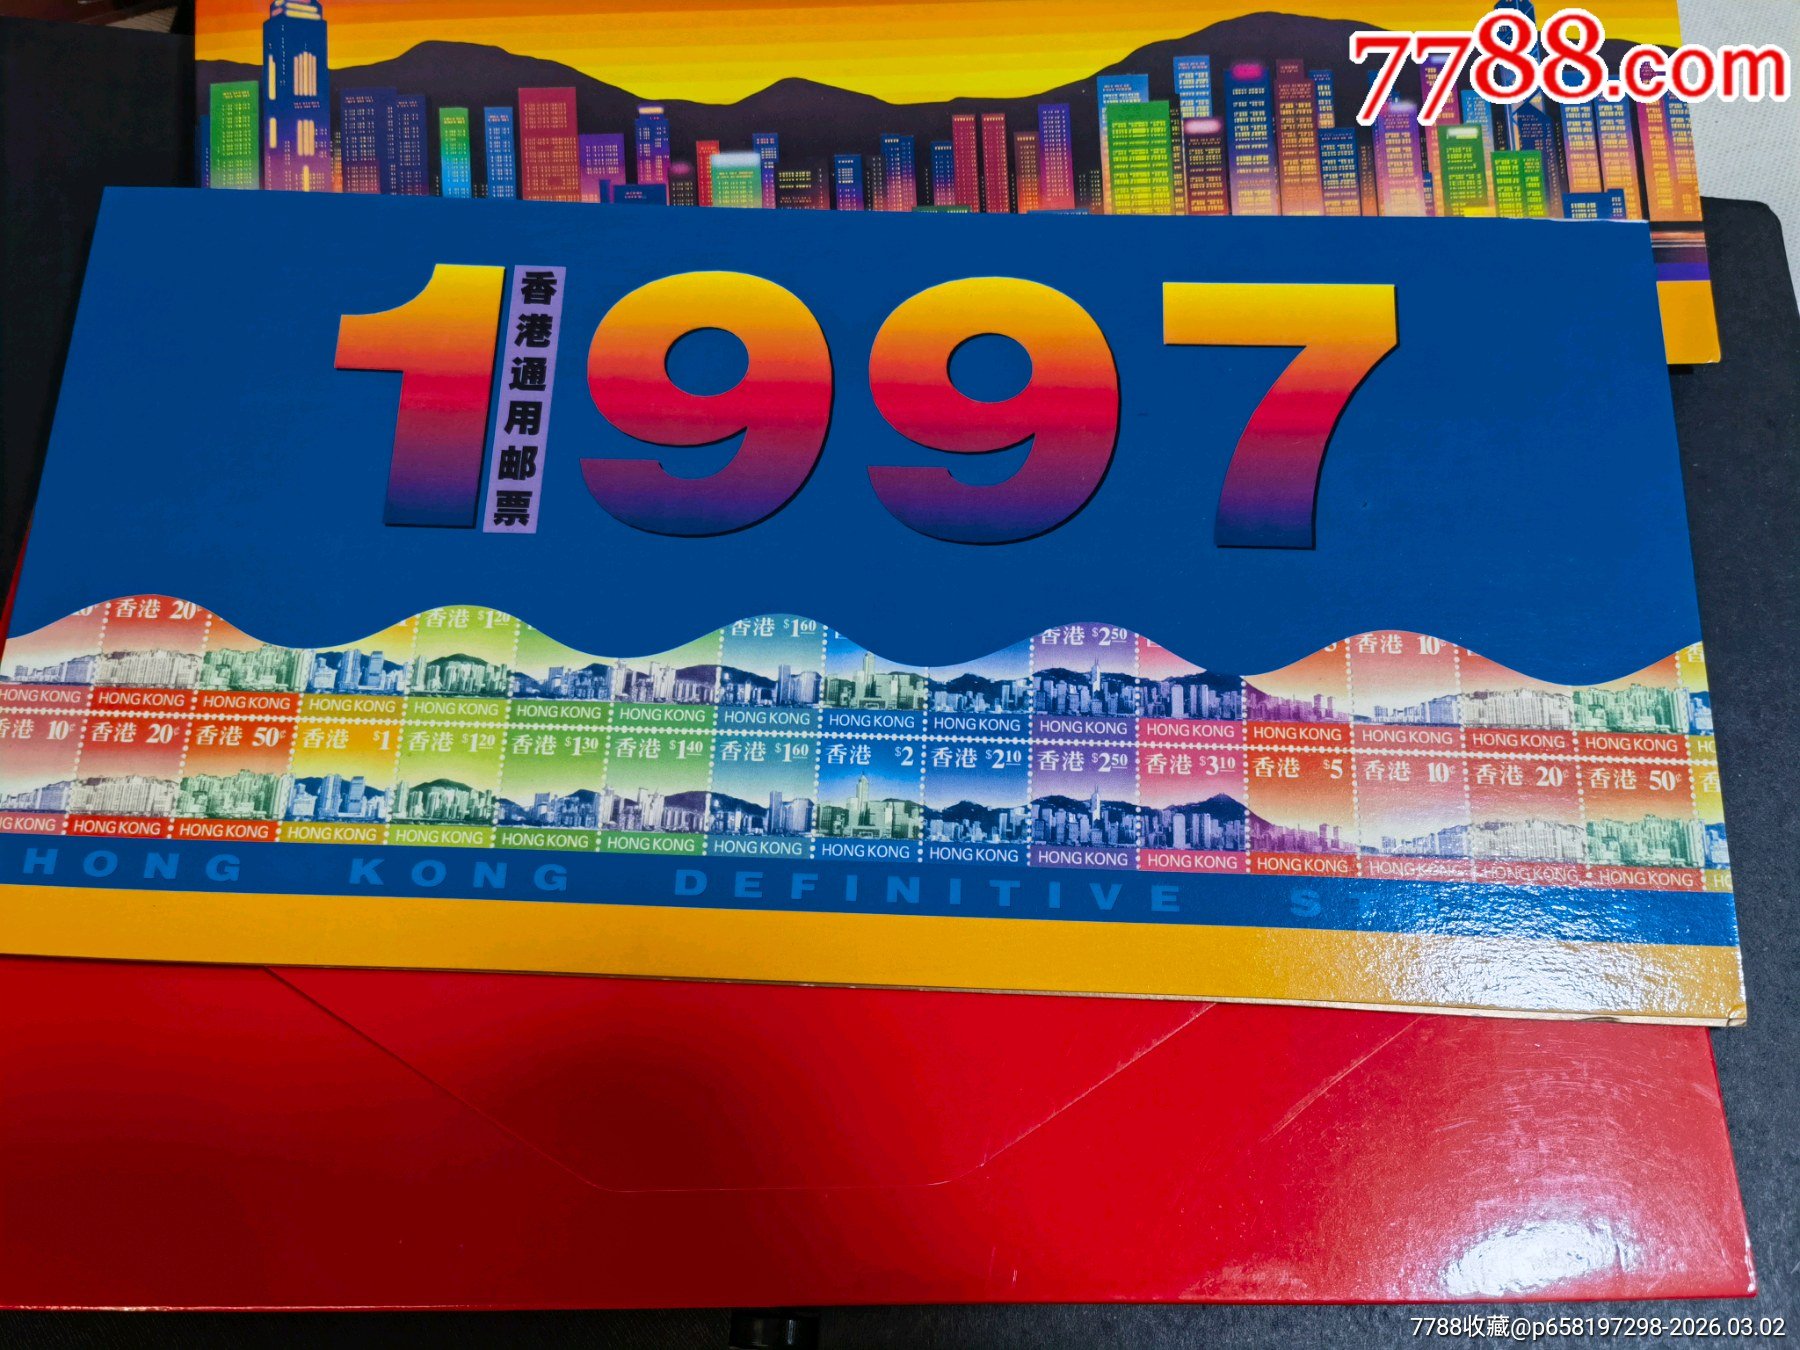 7788.com
1997
香港通用邮票
香港 20¢ 香港 $1.20 香港 $1.60 香港 $2.50 香港 10¢
HONG KONG HONG KONG HONG KONG HONG KONG HONG KONG HONG KONG HONG KONG HONG KONG HONG KONG HONG KONG HONG KONG HONG KONG HONG KONG HONG KONG HONG KONG HONG KONG
香港 10¢ 香港 20¢ 香港 50¢ 香港 $1 香港 $1.20 香港 $1.30 香港 $1.40 香港 $1.60 香港 $2 香港 $2.10 香港 $2.50 香港 $3.10 香港 $5 香港 10¢ 香港 20¢ 香港 50¢
NG KONG HONG KONG HONG KONG HONG KONG HONG KONG HONG KONG HONG KONG HONG KONG HONG KONG HONG KONG HONG KONG HONG KONG HONG KONG HONG KONG HONG KONG HONG KONG
HONG KONG DEFINITIVE
7788收藏@p658197298-2026.03.02